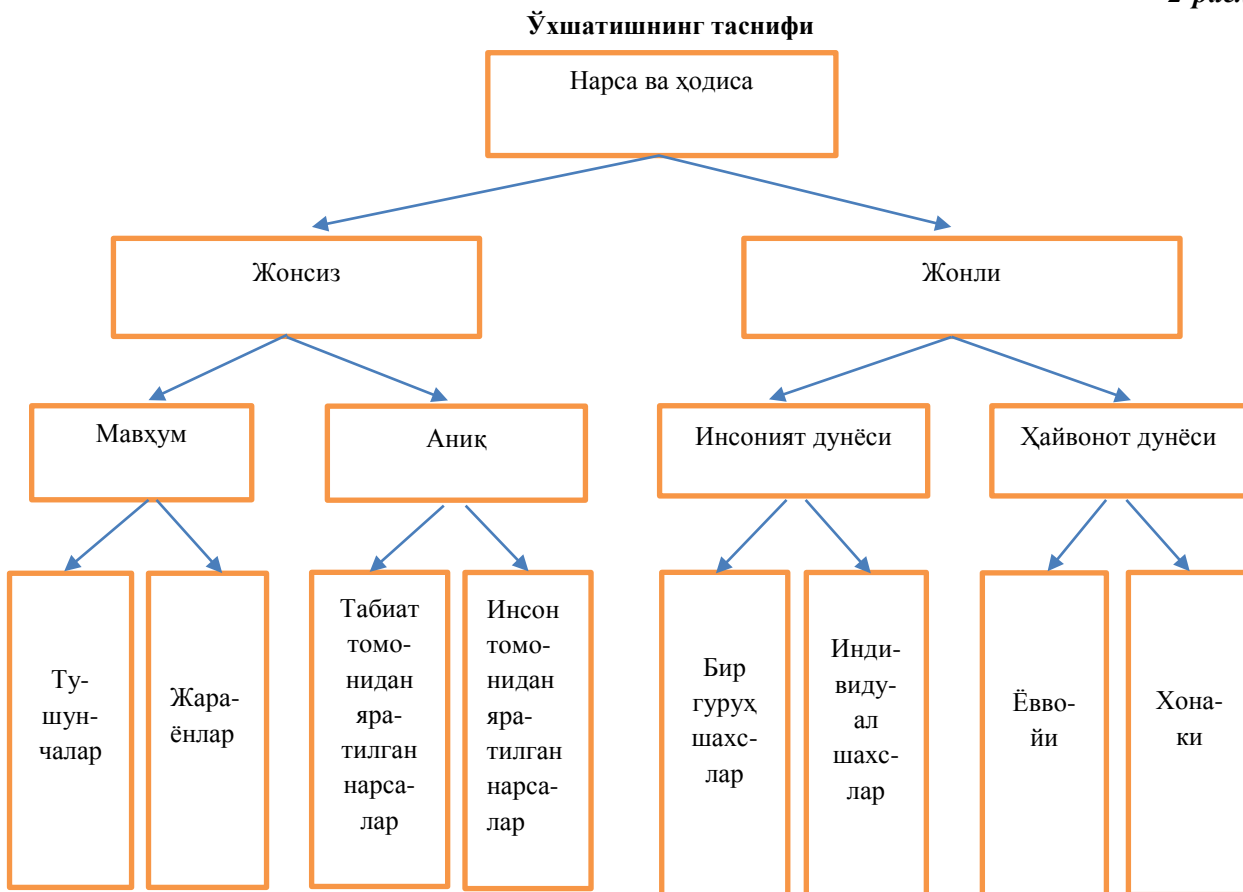 Ўхшатишнинг таснифи
Нарса ва ҳодиса
Жонсиз
Жонли
Мавҳум
Аниқ
Инсоният дунёси
Ҳайвонот дунёси
Ту-
шун-
чалар
Жара-
ёнлар
Табиат
томо-
нидан
яра-
тилган
нарса-
лар
Инсон
томо-
нидан
яра-
тилган
нарса-
лар
Бир
гуруҳ
шахс-
лар
Инди-
виду-
ал
шахс-
лар
Ёвво-
йи
Хона-
ки